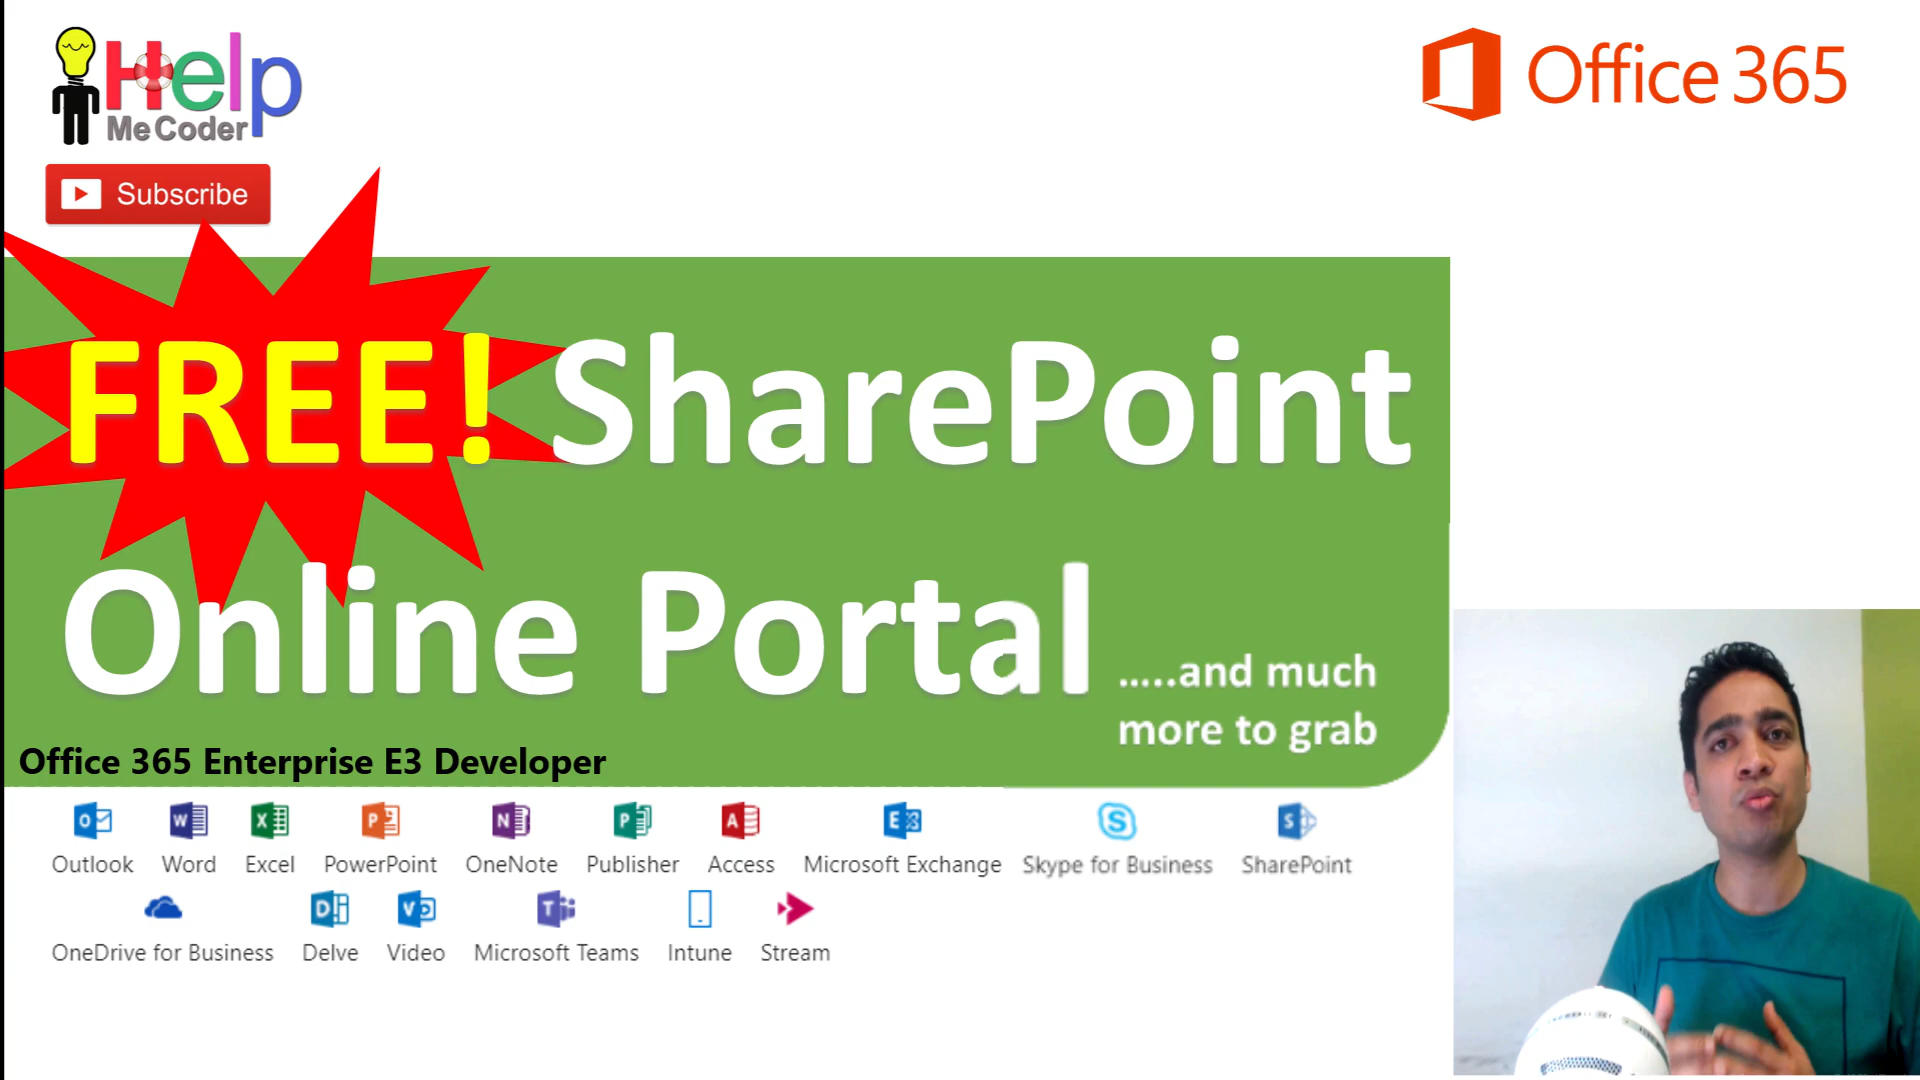 Help
Me Coder
Office 365
Subscribe
FREE! SharePoint
Online Portal
.....and much
more to grab
Office 365 Enterprise E3 Developer
Outlook Word Excel PowerPoint OneNote Publisher Access Microsoft Exchange Skype for Business SharePoint
OneDrive for Business Delve Video Microsoft Teams Intune Stream